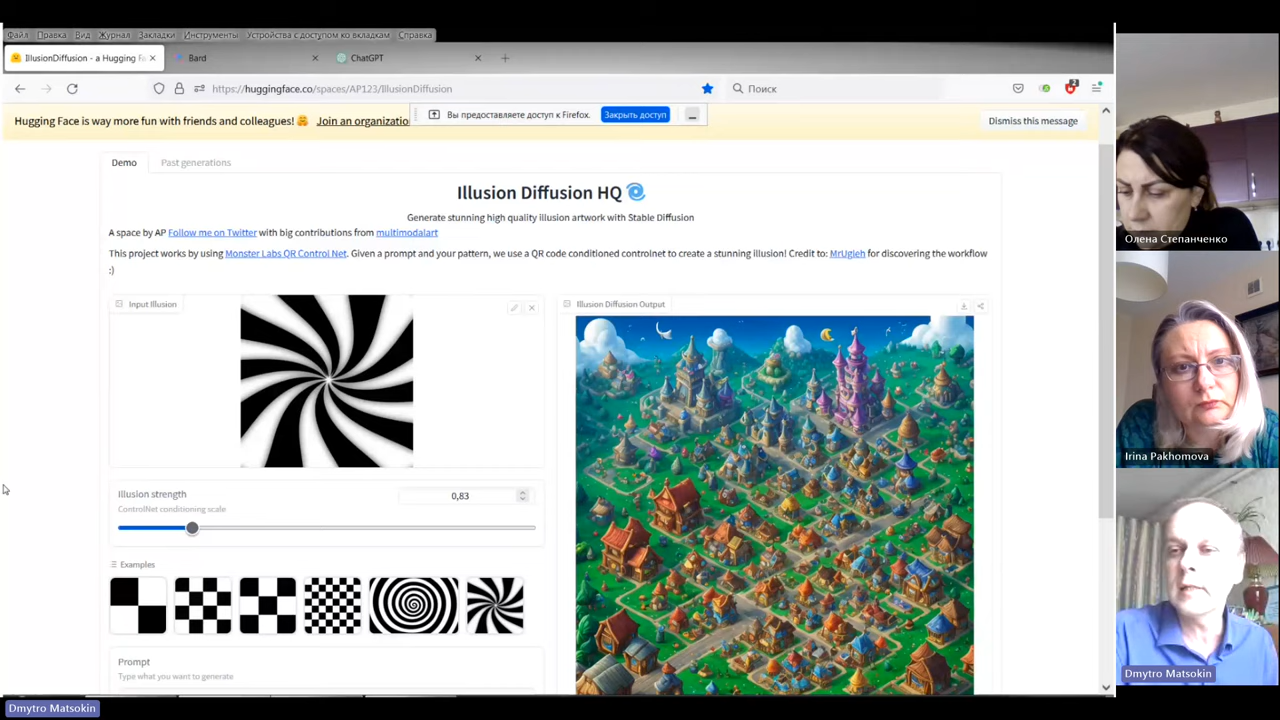 Файл Правка Вид Журнал Закладки Инструменты Устройства с доступом ко вкладкам Справка
IllusionDiffusion - a Hugging Fa
Bard
ChatGPT
https://huggingface.co/spaces/AP123/IllusionDiffusion
Поиск
2
Hugging Face is way more fun with friends and colleagues! 🤗 Join an organizatio
Вы предоставляете доступ к Firefox. Закрыть доступ
Dismiss this message
Demo
Past generations
Illusion Diffusion HQ 🌀
Generate stunning high quality illusion artwork with Stable Diffusion
A space by AP Follow me on Twitter with big contributions from multimodalart
This project works by using Monster Labs QR Control Net. Given a prompt and your pattern, we use a QR code conditioned controlnet to create a stunning illusion! Credit to: MrUgleh for discovering the workflow
:)
Input Illusion
Illusion Diffusion Output
Illusion strength
0,83
ControlNet conditioning scale
Examples
Prompt
Type what you want to generate
Олена Степанченко
Irina Pakhomova
Dmytro Matsokin
Dmytro Matsokin